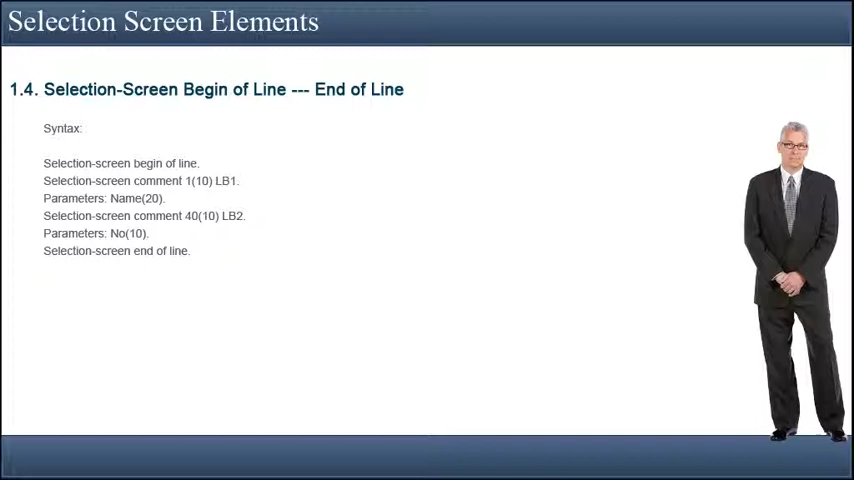 Selection Screen Elements
1.4. Selection-Screen Begin of Line --- End of Line
Syntax:
Selection-screen begin of line.
Selection-screen comment 1(10) LB1.
Parameters: Name(20).
Selection-screen comment 40(10) LB2.
Parameters: No(10).
Selection-screen end of line.